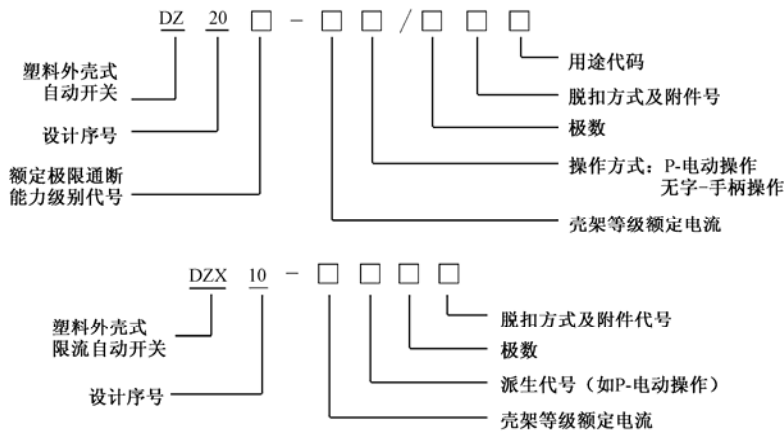 DZ 20 □ - □ □ / □ □ □
塑料外壳式
自动开关
设计序号
额定极限通断
能力级别代号
用途代码
脱扣方式及附件号
极数
操作方式：P-电动操作
无字-手柄操作
壳架等级额定电流
DZX 10 - □ □ □ □
塑料外壳式
限流自动开关
设计序号
脱扣方式及附件代号
极数
派生代号（如P-电动操作）
壳架等级额定电流